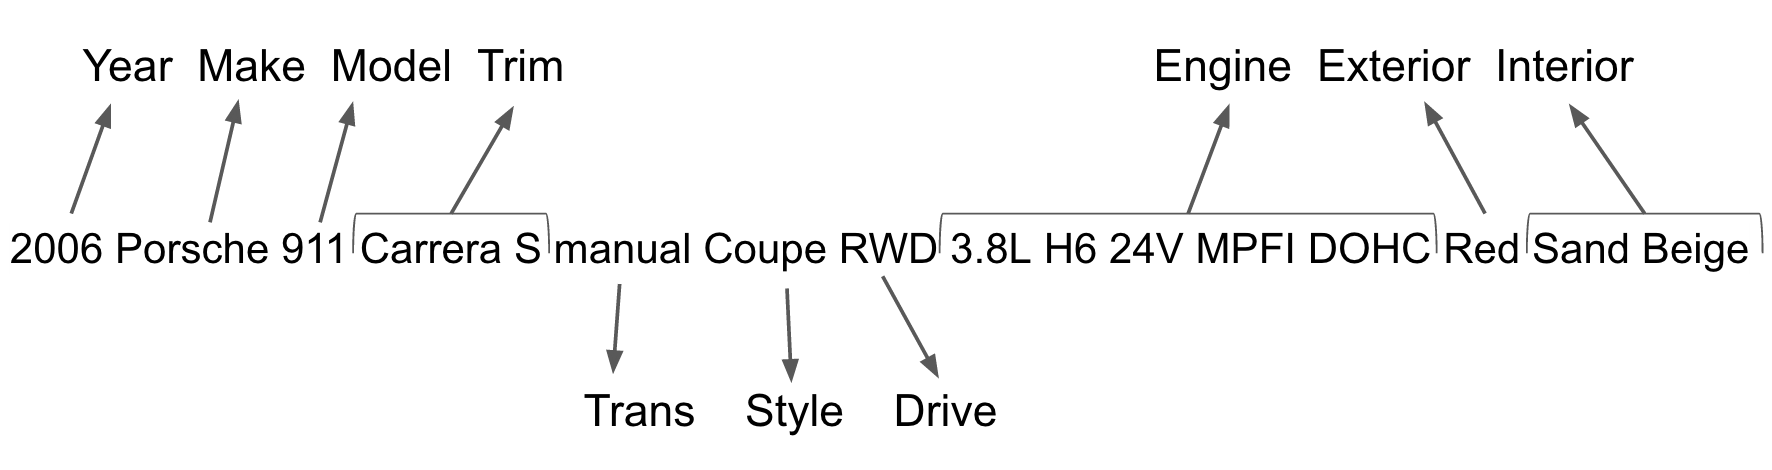 Year Make Model Trim Engine Exterior Interior
2006 Porsche 911 Carrera S manual Coupe RWD 3.8L H6 24V MPFI DOHC Red Sand Beige
Trans Style Drive